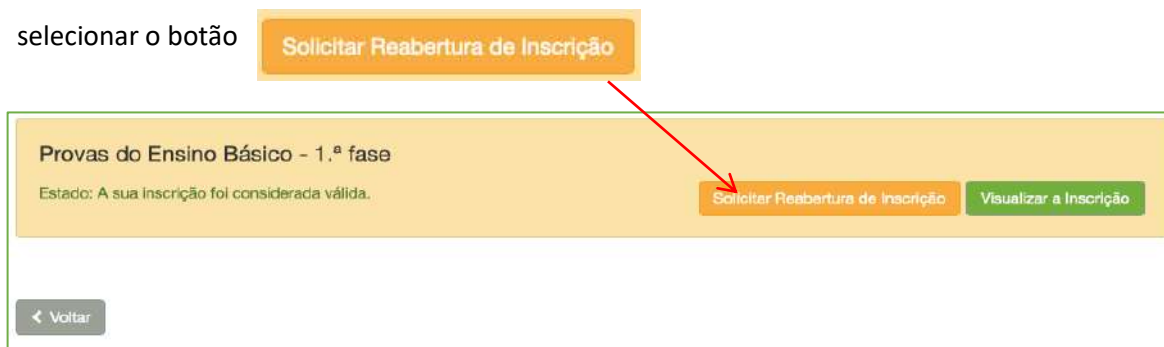 selecionar o botão Solicitar Reabertura de Inscrição
Provas do Ensino Básico - 1.ª fase
Estado: A sua inscrição foi considerada válida.
Solicitar Reabertura de Inscrição Visualizar a Inscrição
Voltar